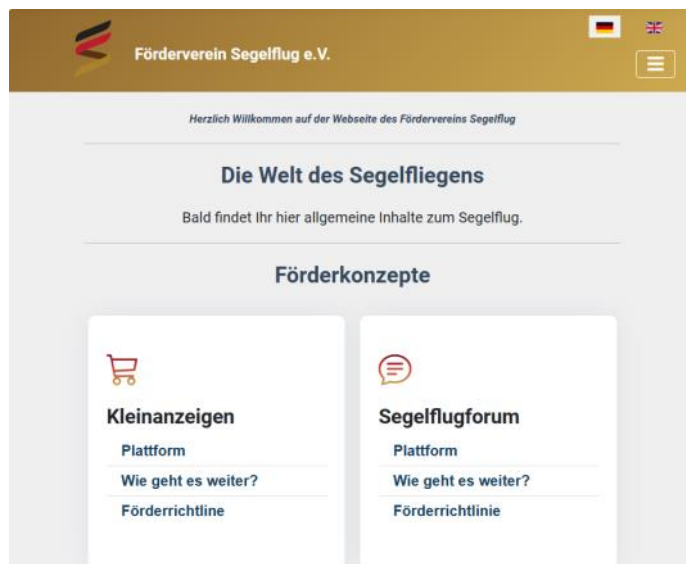 Förderverein Segelflug e.V.
Herzlich Willkommen auf der Webseite des Fördervereins Segelflug
Die Welt des Segelfliegens
Bald findet Ihr hier allgemeine Inhalte zum Segelflug.
Förderkonzepte
Kleinanzeigen
Plattform
Wie geht es weiter?
Förderrichtline
Segelflugforum
Plattform
Wie geht es weiter?
Förderrichtlinie